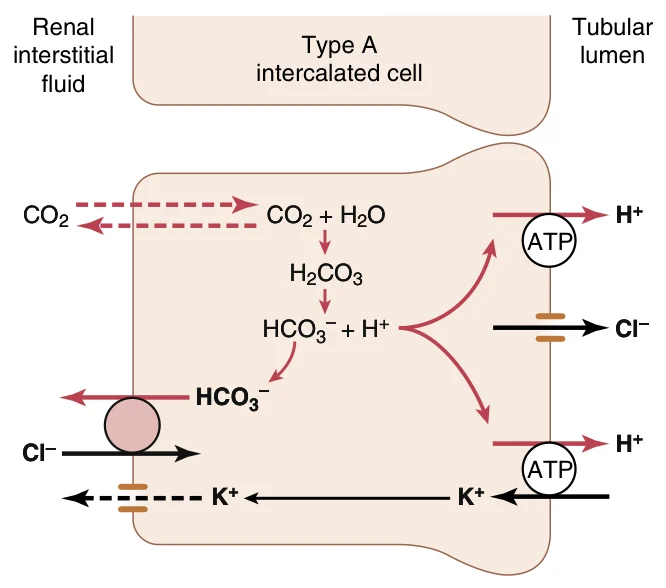 Renal
interstitial
fluid
Type A
intercalated cell
Tubular
lumen
CO₂
CO₂ + H₂O
H⁺
ATP
H₂CO₃
HCO₃⁻ + H⁺
Cl⁻
HCO₃⁻
Cl⁻
H⁺
ATP
K⁺
K⁺